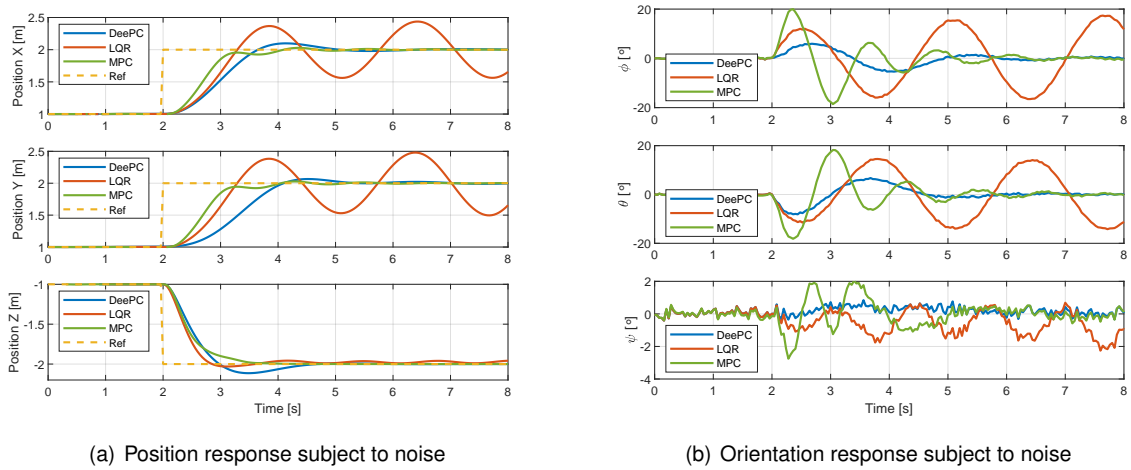 2.5
2
1.5
1
Position X [m]
DeePC
LQR
MPC
Ref
0 1 2 3 4 5 6 7 8
2.5
2
1.5
1
Position Y [m]
DeePC
LQR
MPC
Ref
0 1 2 3 4 5 6 7 8
-1
-1.5
-2
Position Z [m]
DeePC
LQR
MPC
Ref
0 1 2 3 4 5 6 7 8
Time [s]
(a) Position response subject to noise
20
0
-20
ϕ [°]
DeePC
LQR
MPC
0 1 2 3 4 5 6 7 8
20
0
-20
θ [°]
DeePC
LQR
MPC
0 1 2 3 4 5 6 7 8
2
0
-2
-4
ψ [°]
DeePC
LQR
MPC
0 1 2 3 4 5 6 7 8
Time [s]
(b) Orientation response subject to noise